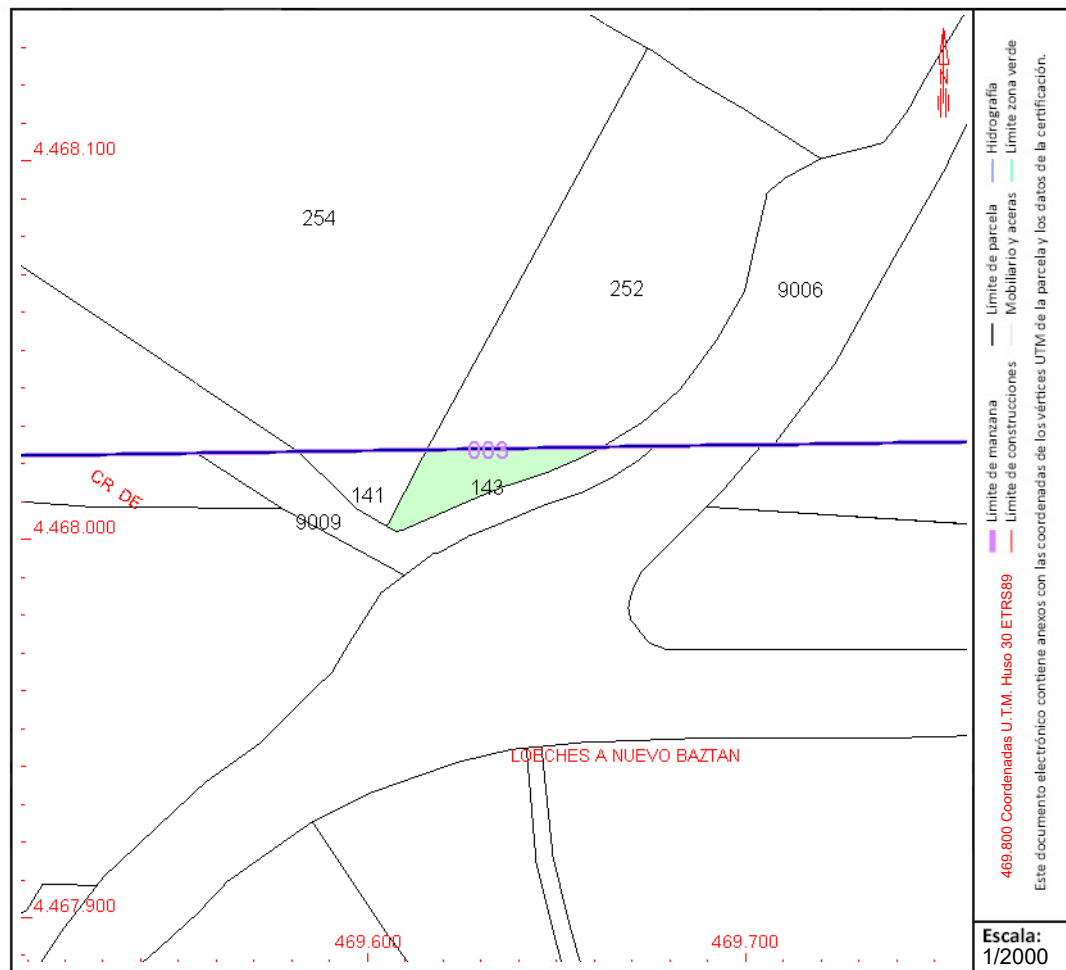 4.468.100
254
252
9006
003
CR DE
141
143
9009
4.468.000
LOECHES A NUEVO BAZTAN
4.467.900
469.600
469.700
Límite de manzana
Límite de parcela
Hidrografía
Límite de construcciones
Mobiliario y aceras
Límite zona verde
469.800 Coordenadas U.T.M. Huso 30 ETRS89
Este documento electrónico contiene anexos con las coordenadas de los vértices UTM de la parcela y los datos de la certificación.
Escala:
1/2000